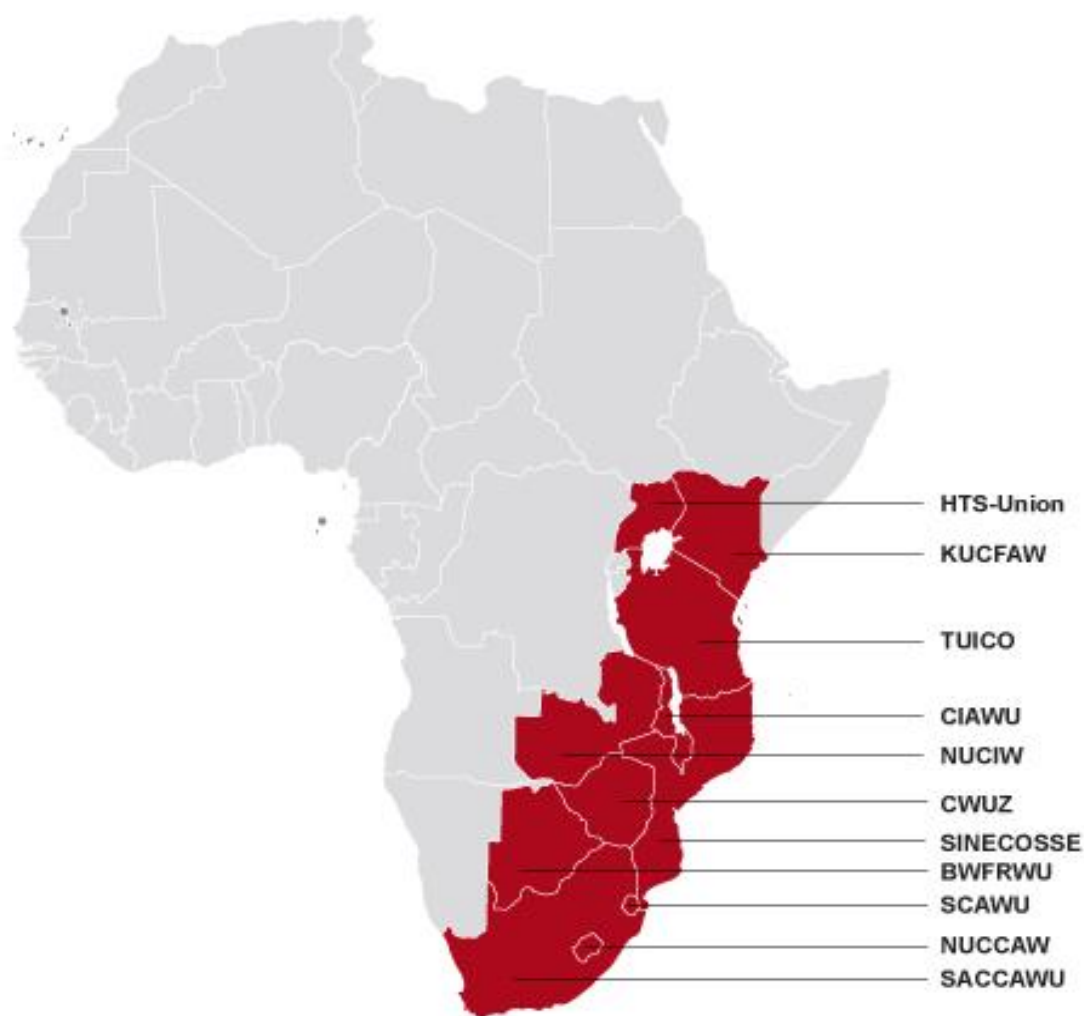 HTS-Union
KUCFAW
TUICO
CIAWU
NUCIW
CWUZ
SINECOSSE
BWFRWU
SCAWU
NUCCAW
SACCAWU